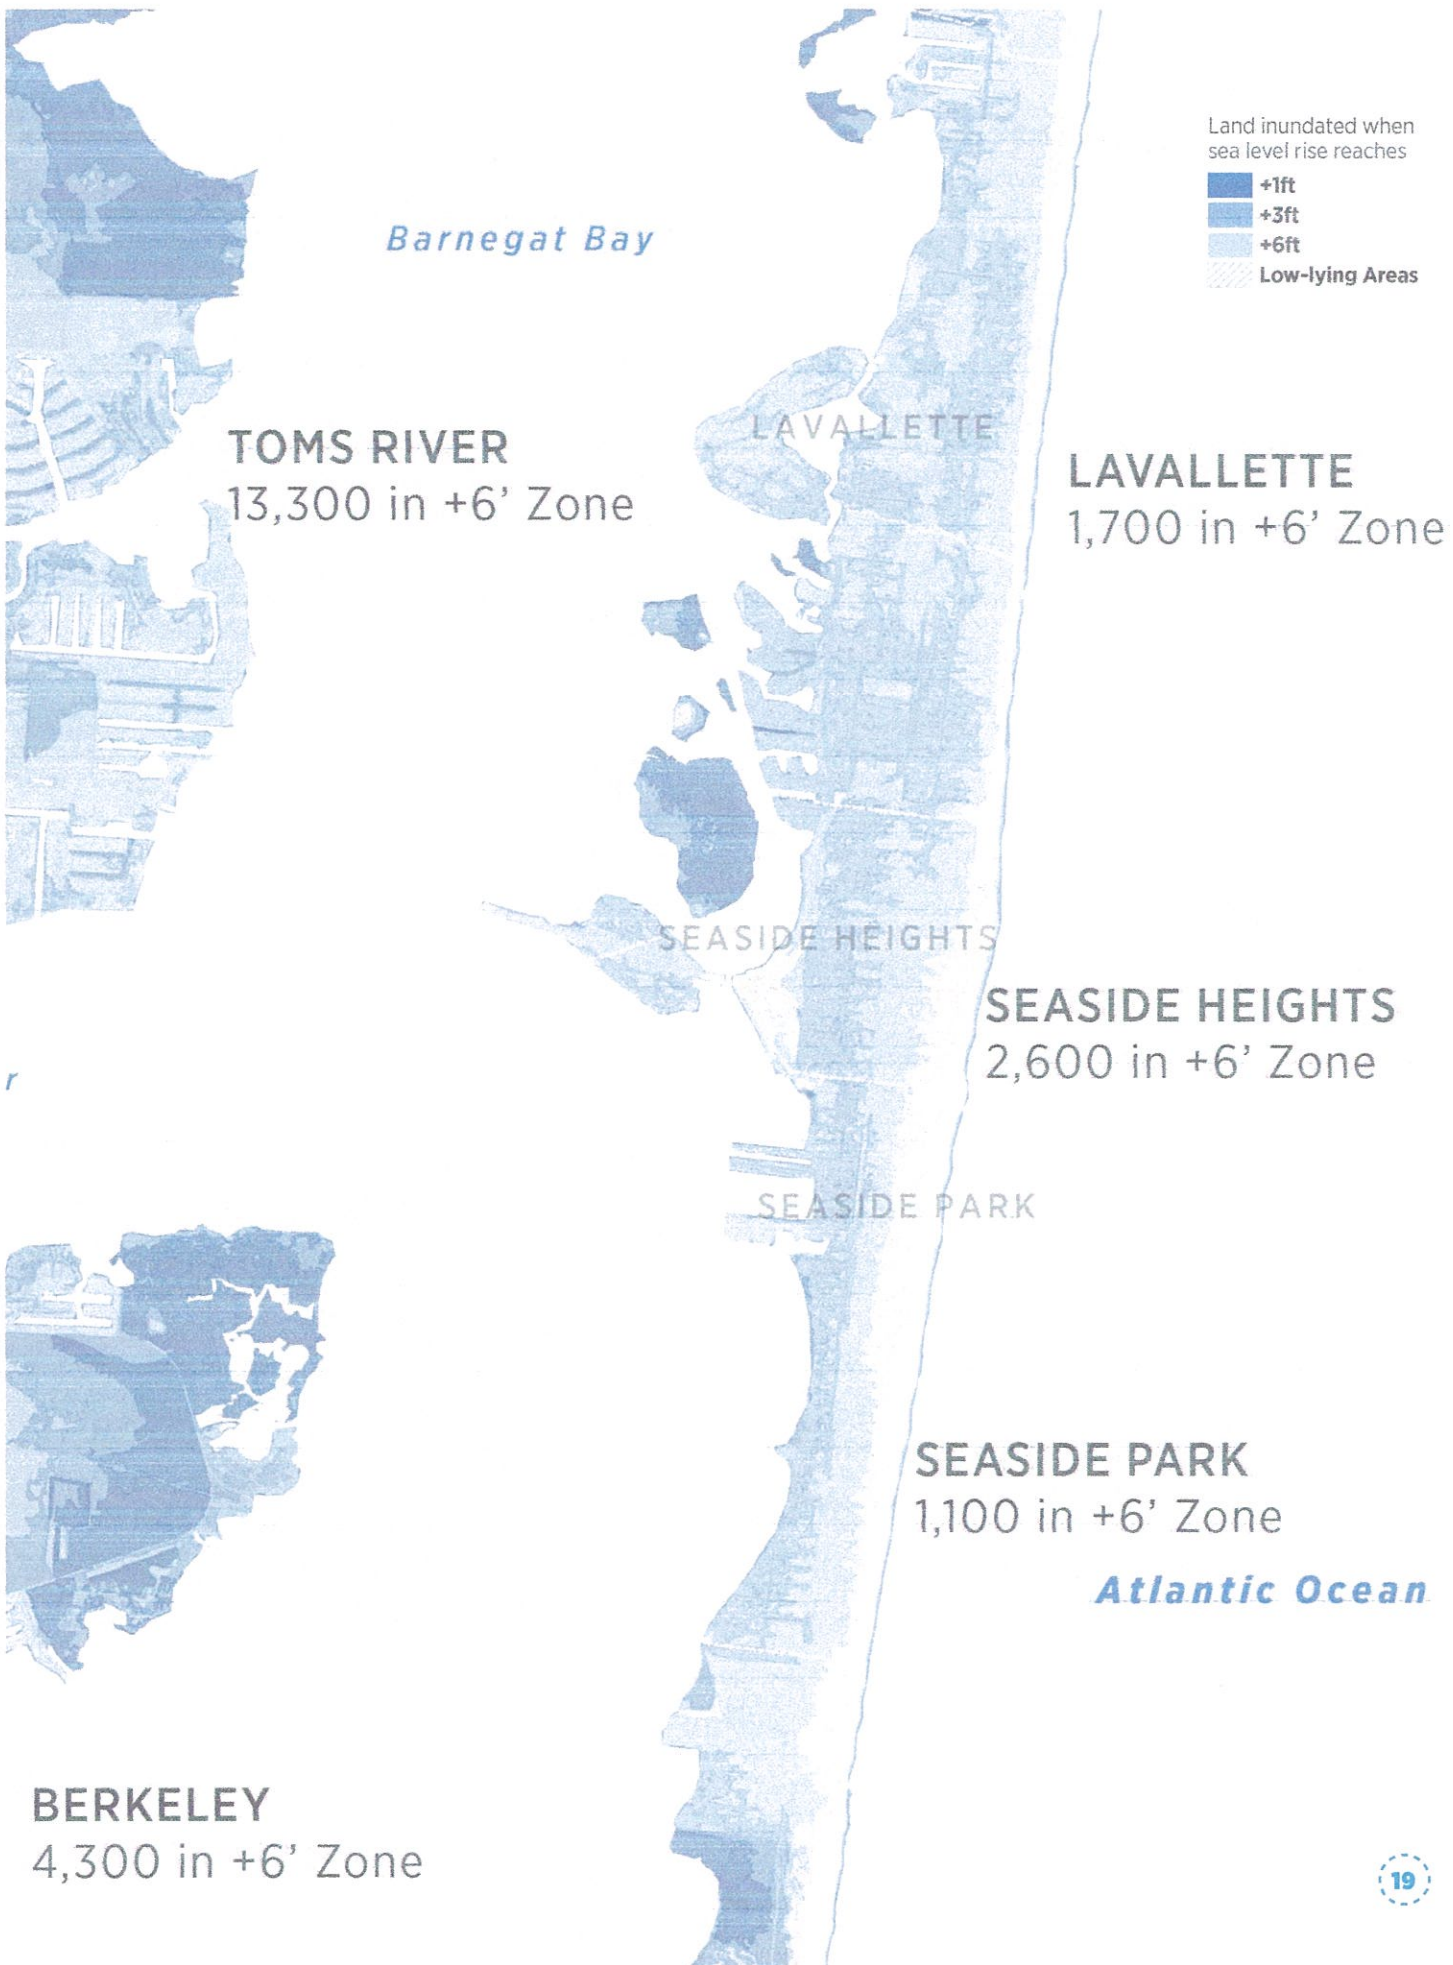 Land inundated when
sea level rise reaches
+1ft
+3ft
+6ft
Low-lying Areas
Barnegat Bay
LAVALLETTE
TOMS RIVER
13,300 in +6’ Zone
LAVALLETTE
1,700 in +6’ Zone
SEASIDE HEIGHTS
SEASIDE HEIGHTS
2,600 in +6’ Zone
r
SEASIDE PARK
SEASIDE PARK
1,100 in +6’ Zone
Atlantic Ocean
BERKELEY
4,300 in +6’ Zone
19